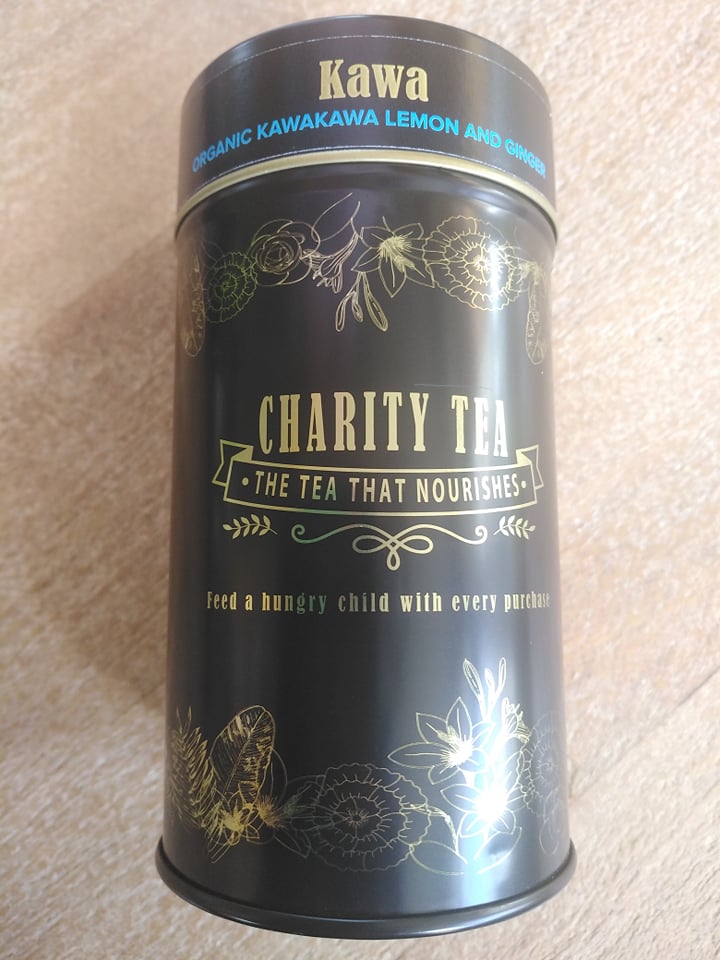 Kawa
ORGANIC KAWAKAWA LEMON AND GINGER
CHARITY TEA
• THE TEA THAT NOURISHES •
Feed a hungry child with every purchase